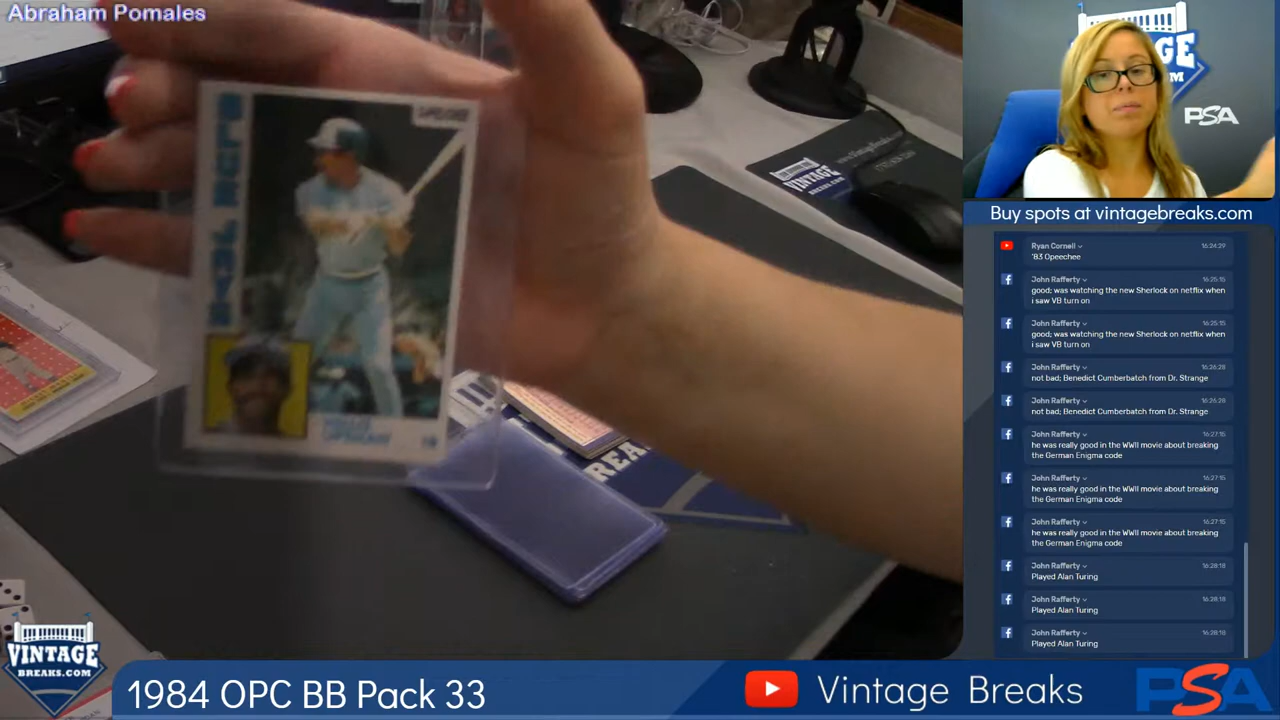 Abraham Pomales
BLUE JAYS
VINTAGE
BREAKS.COM
PSA
Buy spots at vintagebreaks.com
Ryan Cornell
16:24:29
'83 Opeechee
John Rafferty
16:25:15
good; was watching the new Sherlock on netflix when
i saw VB turn on
John Rafferty
16:25:15
good; was watching the new Sherlock on netflix when
i saw VB turn on
John Rafferty
16:26:28
not bad; Benedict Cumberbatch from Dr. Strange
John Rafferty
16:26:28
not bad; Benedict Cumberbatch from Dr. Strange
John Rafferty
16:27:15
he was really good in the WWII movie about breaking
the German Enigma code
John Rafferty
16:27:15
he was really good in the WWII movie about breaking
the German Enigma code
John Rafferty
16:27:15
he was really good in the WWII movie about breaking
the German Enigma code
John Rafferty
16:28:18
Played Alan Turing
John Rafferty
16:28:18
Played Alan Turing
John Rafferty
16:28:18
Played Alan Turing
VINTAGE
BREAKS.COM
1984 OPC BB Pack 33
Vintage Breaks
PSA